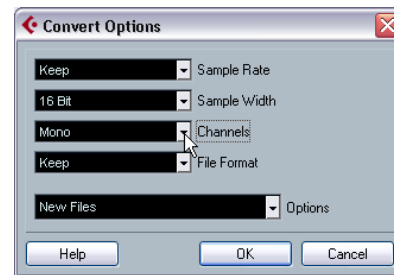 Convert Options
Keep Sample Rate
16 Bit Sample Width
Mono Channels
Keep File Format
New Files Options
Help OK Cancel